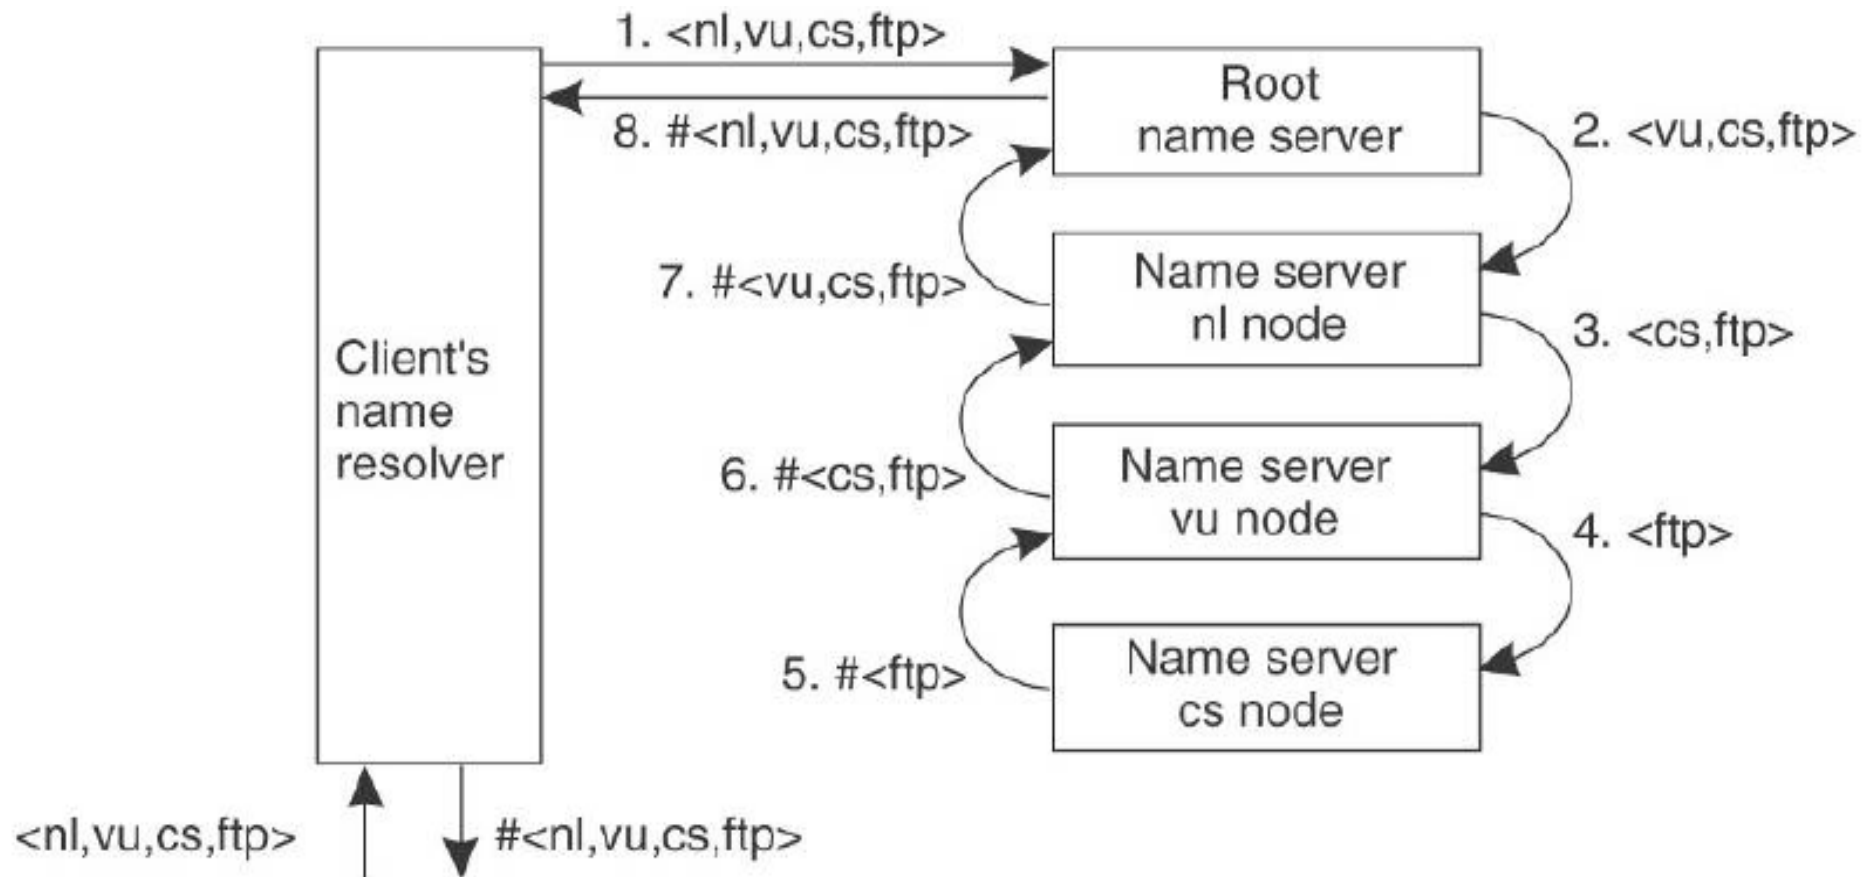 1. <nl,vu,cs,ftp>
Root
name server
2. <vu,cs,ftp>
8. #<nl,vu,cs,ftp>
Name server
nl node
7. #<vu,cs,ftp>
3. <cs,ftp>
Client's
name
resolver
Name server
vu node
6. #<cs,ftp>
4. <ftp>
Name server
cs node
5. #<ftp>
<nl,vu,cs,ftp>
#<nl,vu,cs,ftp>